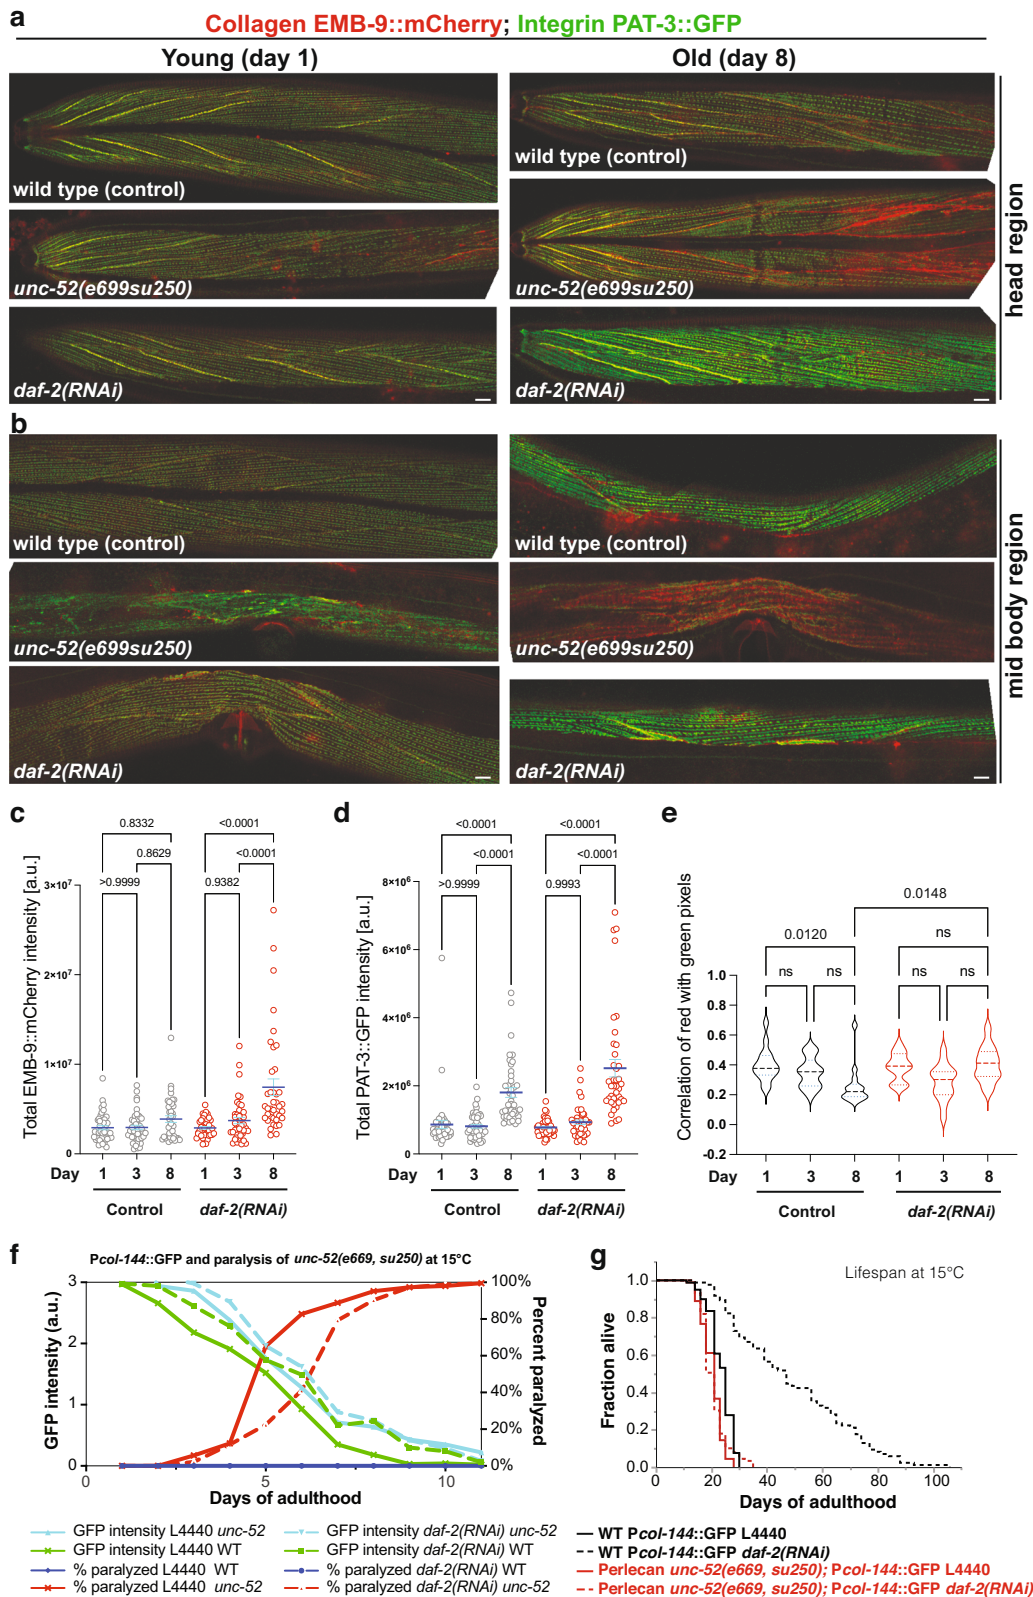 a
Collagen EMB-9::mCherry; Integrin PAT-3::GFP
Young (day 1)
Old (day 8)
wild type (control)
wild type (control)
unc-52(e699su250)
unc-52(e699su250)
daf-2(RNAi)
daf-2(RNAi)
head region
b
wild type (control)
wild type (control)
unc-52(e699su250)
unc-52(e699su250)
daf-2(RNAi)
daf-2(RNAi)
mid body region
c
0.8332
<0.0001
0.8629
<0.0001
>0.9999
0.9382
Total EMB-9::mCherry intensity [a.u.]
3×10⁷
2×10⁷
1×10⁷
0
Day 1 3 8 1 3 8
Control daf-2(RNAi)
d
<0.0001
<0.0001
<0.0001
<0.0001
>0.9999
0.9993
Total PAT-3::GFP intensity [a.u.]
8×10⁶
6×10⁶
4×10⁶
2×10⁶
0
Day 1 3 8 1 3 8
Control daf-2(RNAi)
e
0.0148
0.0120
ns
ns ns ns ns
Correlation of red with green pixels
1.0
0.8
0.6
0.4
0.2
0.0
-0.2
Day 1 3 8 1 3 8
Control daf-2(RNAi)
f
Pcol-144::GFP and paralysis of unc-52(e669, su250) at 15°C
GFP intensity (a.u.)
3
2
1
0
100%
80%
60%
40%
20%
0%
Percent paralyzed
0 5 10
Days of adulthood
GFP intensity L4440 unc-52
GFP intensity L4440 WT
% paralyzed L4440 WT
% paralyzed L4440 unc-52
GFP intensity daf-2(RNAi) unc-52
GFP intensity daf-2(RNAi) WT
% paralyzed daf-2(RNAi) WT
% paralyzed daf-2(RNAi) unc-52
g
Lifespan at 15°C
Fraction alive
1.0
0.8
0.6
0.4
0.2
0.0
0 20 40 60 80 100
Days of adulthood
WT Pcol-144::GFP L4440
WT Pcol-144::GFP daf-2(RNAi)
Perlecan unc-52(e669, su250); Pcol-144::GFP L4440
Perlecan unc-52(e669, su250); Pcol-144::GFP daf-2(RNAi)